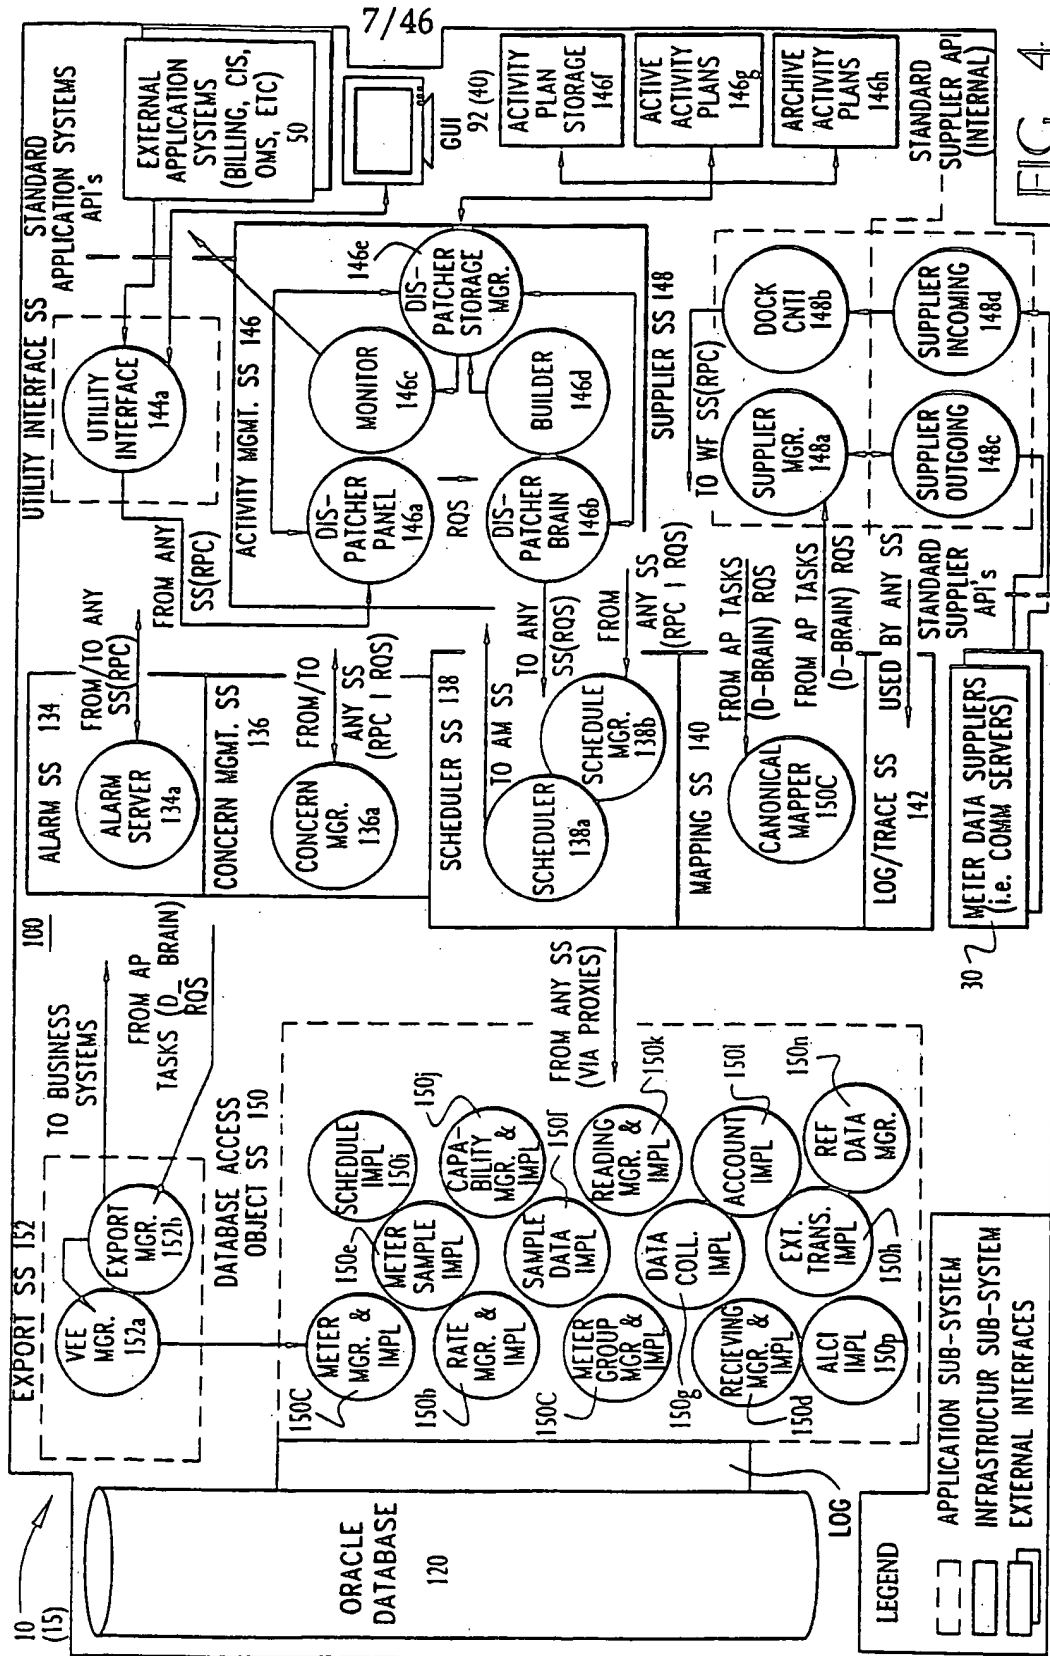 7/46
10
(15)
100
EXPORT SS 152
VEE
MGR.
152a
EXPORT
MGR.
152b
TO BUSINESS
SYSTEMS
FROM AP
TASKS (D_ BRAIN)
RQS
ALARM SS 134
ALARM
SERVER
134a
FROM/TO ANY
SS(RPC)
CONCERN MGMT. SS
136
CONCERN
MGR.
136a
FROM/TO
ANY SS
(RPC I RQS)
UTILITY INTERFACE SS
UTILITY
INTERFACE
144a
FROM ANY
SS(RPC)
STANDARD
APPLICATION SYSTEMS
API's
EXTERNAL
APPLICATION
SYSTEMS
(BILLING, CIS,
OMS, ETC)
50
GUI
92 (40)
ACTIVITY MGMT. SS 146
DIS-
PATCHER
PANEL
146a
MONITOR
146c
DIS-
PATCHER
STORAGE
MGR.
146e
RQS
DIS-
PATCHER
BRAIN
146b
BUILDER
146d
ACTIVITY
PLAN
STORAGE
146f
ACTIVE
ACTIVITY
PLANS
146g
ARCHIVE
ACTIVITY
PLANS
146h
DATABASE ACCESS
OBJECT SS 150
METER
MGR. &
IMPL
150C
RATE
MGR. &
IMPL
150b
METER
GROUP
MGR &
IMPL
150C
RECIEVING
MGR. &
IMPL
150d
ALCI
IMPL
150p
METER
SAMPLE
IMPL
150e
SAMPLE
DATA
IMPL
150f
DATA
COLL.
IMPL
150g
EXT.
TRANS.
IMPL
150h
SCHEDULE
IMPL
150i
CAPA-
BILITY
MGR. &
IMPL
150j
READING
MGR. &
IMPL
150k
ACCOUNT
IMPL
150l
REF
DATA
MGR.
150n
FROM ANY SS
(VIA PROXIES)
SCHEDULER SS 138
SCHEDULER
138a
SCHEDULE
MGR.
138b
TO AM SS
TO ANY
SS(RQS)
FROM
ANY SS
(RPC I RQS)
MAPPING SS 140
CANONICAL
MAPPER
150C
FROM AP TASKS
(D-BRAIN) RQS
LOG/TRACE SS
142
USED BY ANY SS
SUPPLIER SS 148
TO WF SS(RPC)
FROM AP TASKS
(D-BRAIN) RQS
SUPPLIER
MGR.
148a
DOCK
CNTl
148b
SUPPLIER
OUTGOING
148c
SUPPLIER
INCOMING
148d
STANDARD
SUPPLIER API
(INTERNAL)
STANDARD
SUPPLIER
API's
30
METER DATA SUPPLIERS
(i.e. COMM SERVERS)
ORACLE
DATABASE
120
LOG
LEGEND
APPLICATION SUB-SYSTEM
INFRASTRUCTUR SUB-SYSTEM
EXTERNAL INTERFACES
FIG. 4